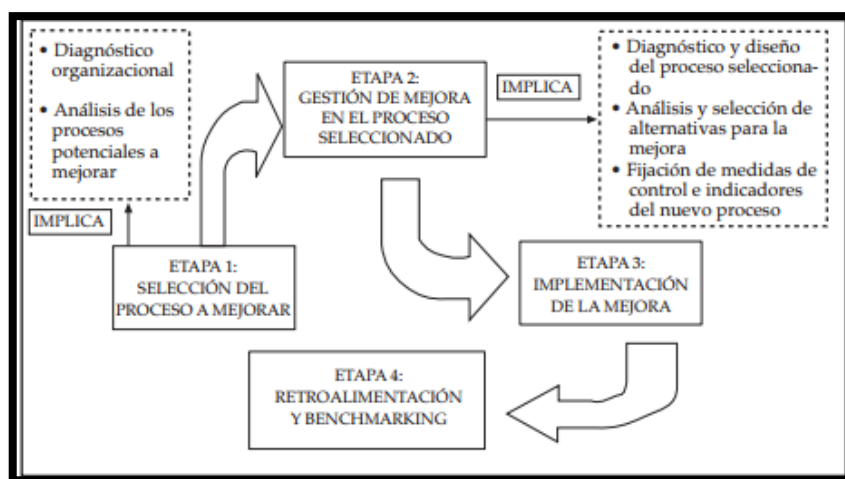 • Diagnóstico
organizacional
• Análisis de los
procesos
potenciales a
mejorar
IMPLICA
ETAPA 1:
SELECCIÓN DEL
PROCESO A MEJORAR
ETAPA 2:
GESTIÓN DE MEJORA
EN EL PROCESO
SELECCIONADO
IMPLICA
• Diagnóstico y diseño
del proceso selecciona-
do
• Análisis y selección de
alternativas para la
mejora
• Fijación de medidas de
control e indicadores
del nuevo proceso
ETAPA 3:
IMPLEMENTACIÓN
DE LA MEJORA
ETAPA 4:
RETROALIMENTACIÓN
Y BENCHMARKING